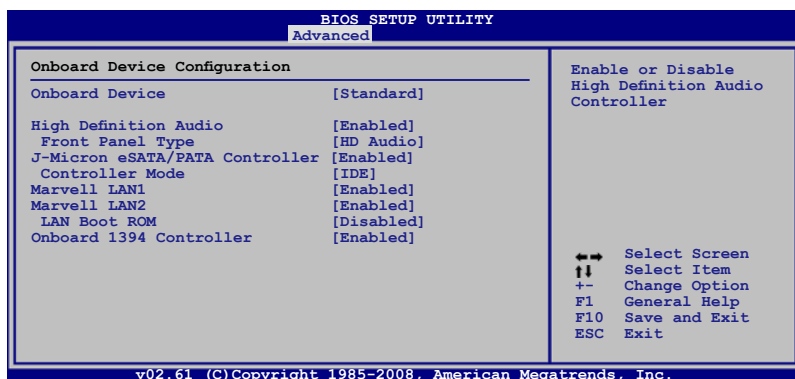 BIOS SETUP UTILITY
Advanced
Onboard Device Configuration
Onboard Device [Standard]
High Definition Audio [Enabled]
Front Panel Type [HD Audio]
J-Micron eSATA/PATA Controller [Enabled]
Controller Mode [IDE]
Marvell LAN1 [Enabled]
Marvell LAN2 [Enabled]
LAN Boot ROM [Disabled]
Onboard 1394 Controller [Enabled]
Enable or Disable
High Definition Audio
Controller
←→ Select Screen
↑↓ Select Item
+- Change Option
F1 General Help
F10 Save and Exit
ESC Exit
v02.61 (C)Copyright 1985-2008, American Megatrends, Inc.